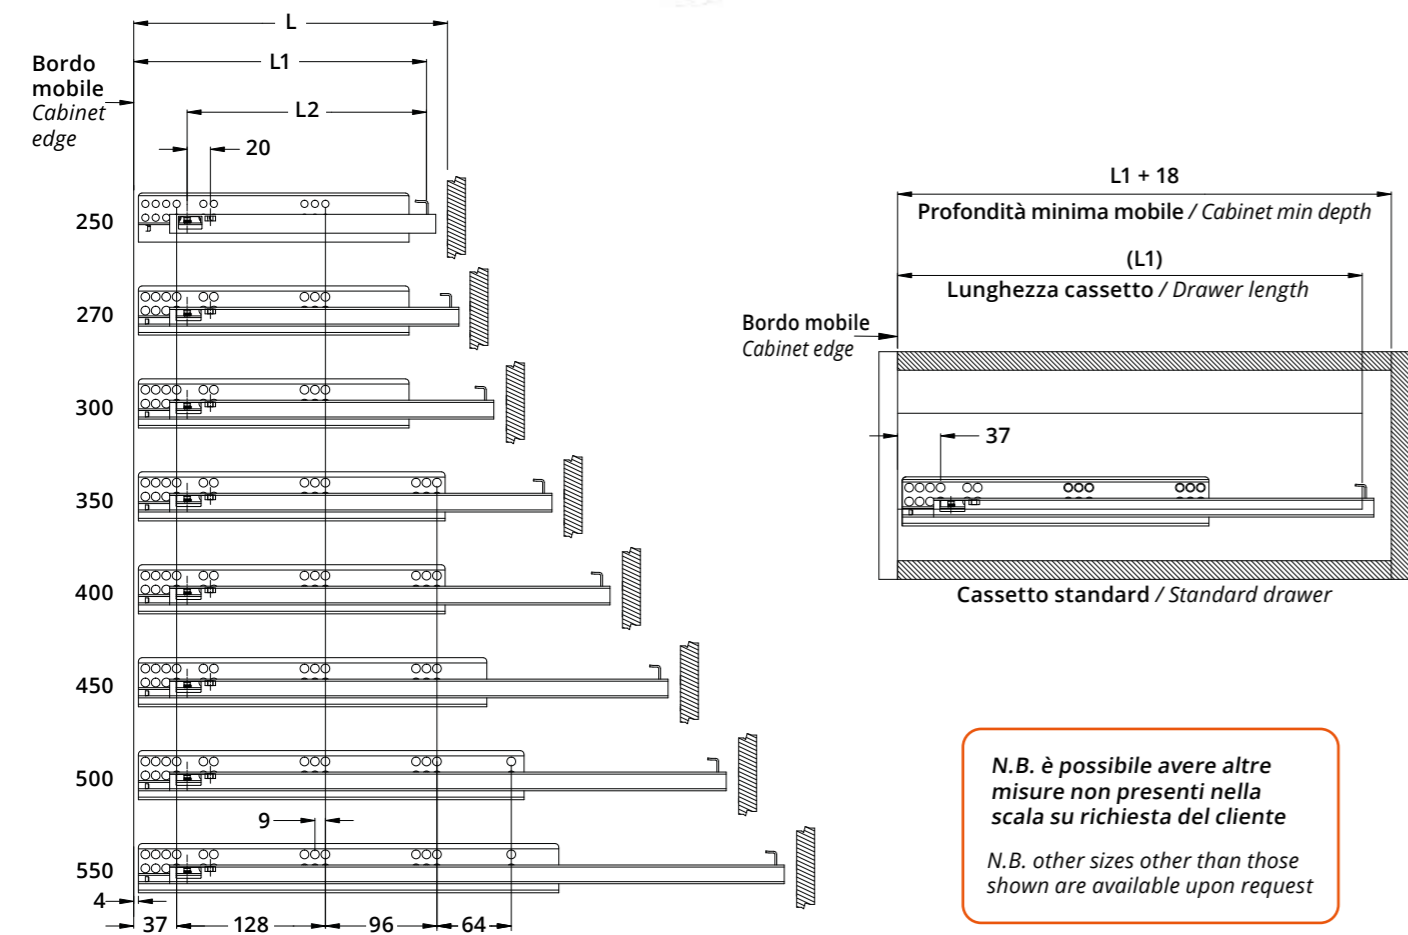 L
L1
L2
20
Bordo
mobile
Cabinet
edge
250
270
300
350
400
450
500
9
550
4
37 128 96 64
L1 + 18
Profondità minima mobile / Cabinet min depth
(L1)
Lunghezza cassetto / Drawer length
Bordo mobile
Cabinet edge
37
Cassetto standard / Standard drawer
N.B. è possibile avere altre
misure non presenti nella
scala su richiesta del cliente
N.B. other sizes other than those
shown are available upon request